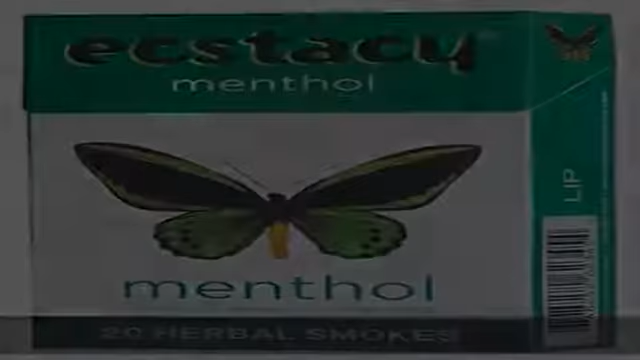 ecstacy
menthol
LIP
menthol
20 HERBAL SMOKES